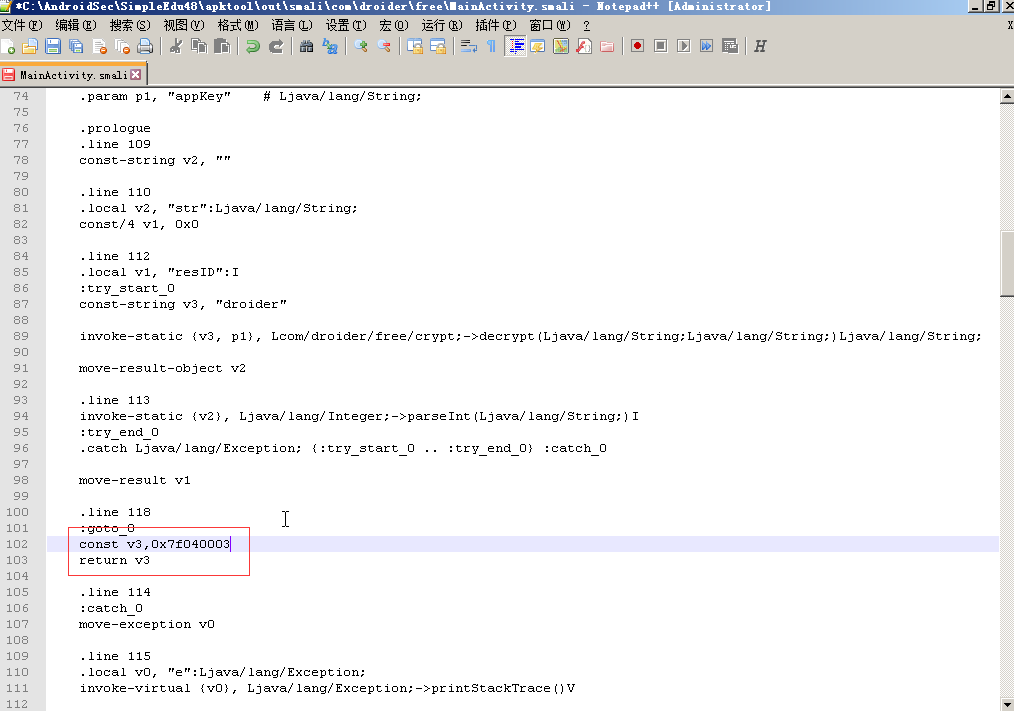 *C:\AndroidSec\SimpleEdu48\apktool\out\smali\com\droider\free\MainActivity.smali - Notepad++ [Administrator]
文件(F) 编辑(E) 搜索(S) 视图(V) 格式(M) 语言(L) 设置(T) 宏(O) 运行(R) 插件(P) 窗口(W) ? X
MainActivity.smali
74 .param p1, "appKey"    # Ljava/lang/String;
75
76 .prologue
77 .line 109
78 const-string v2, ""
79
80 .line 110
81 .local v2, "str":Ljava/lang/String;
82 const/4 v1, 0x0
83
84 .line 112
85 .local v1, "resID":I
86 :try_start_0
87 const-string v3, "droider"
88
89 invoke-static {v3, p1}, Lcom/droider/free/crypt;->decrypt(Ljava/lang/String;Ljava/lang/String;)Ljava/lang/String;
90
91 move-result-object v2
92
93 .line 113
94 invoke-static {v2}, Ljava/lang/Integer;->parseInt(Ljava/lang/String;)I
95 :try_end_0
96 .catch Ljava/lang/Exception; {:try_start_0 .. :try_end_0} :catch_0
97
98 move-result v1
99
100 .line 118
101 :goto_0
102 const v3,0x7f040003
103 return v3
104
105 .line 114
106 :catch_0
107 move-exception v0
108
109 .line 115
110 .local v0, "e":Ljava/lang/Exception;
111 invoke-virtual {v0}, Ljava/lang/Exception;->printStackTrace()V
112